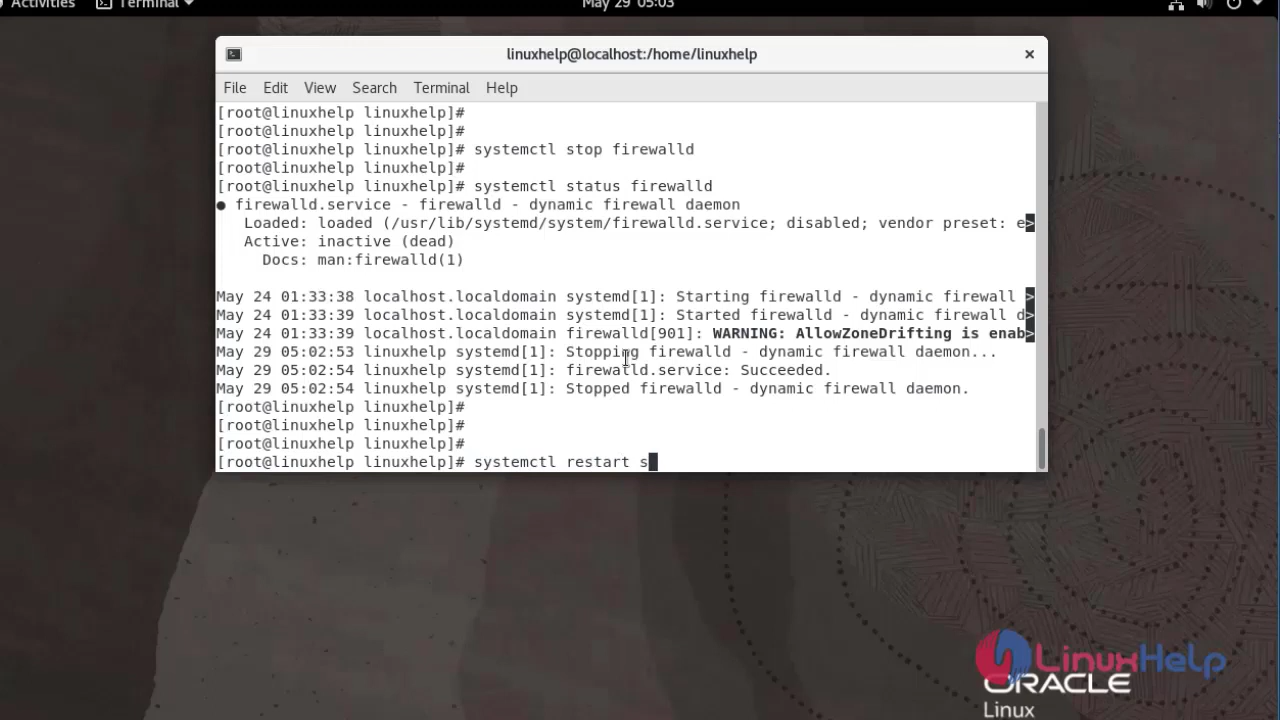 Activities Terminal May 29 05:03
linuxhelp@localhost:/home/linuxhelp ×
File Edit View Search Terminal Help
[root@linuxhelp linuxhelp]#
[root@linuxhelp linuxhelp]#
[root@linuxhelp linuxhelp]# systemctl stop firewalld
[root@linuxhelp linuxhelp]#
[root@linuxhelp linuxhelp]# systemctl status firewalld
● firewalld.service - firewalld - dynamic firewall daemon
Loaded: loaded (/usr/lib/systemd/system/firewalld.service; disabled; vendor preset: e>
Active: inactive (dead)
Docs: man:firewalld(1)
May 24 01:33:38 localhost.localdomain systemd[1]: Starting firewalld - dynamic firewall >
May 24 01:33:39 localhost.localdomain systemd[1]: Started firewalld - dynamic firewall d>
May 24 01:33:39 localhost.localdomain firewalld[901]: WARNING: AllowZoneDrifting is enab>
May 29 05:02:53 linuxhelp systemd[1]: Stopping firewalld - dynamic firewall daemon...
May 29 05:02:54 linuxhelp systemd[1]: firewalld.service: Succeeded.
May 29 05:02:54 linuxhelp systemd[1]: Stopped firewalld - dynamic firewall daemon.
[root@linuxhelp linuxhelp]#
[root@linuxhelp linuxhelp]#
[root@linuxhelp linuxhelp]#
[root@linuxhelp linuxhelp]# systemctl restart s
LinuxHelp
ORACLE
Linux